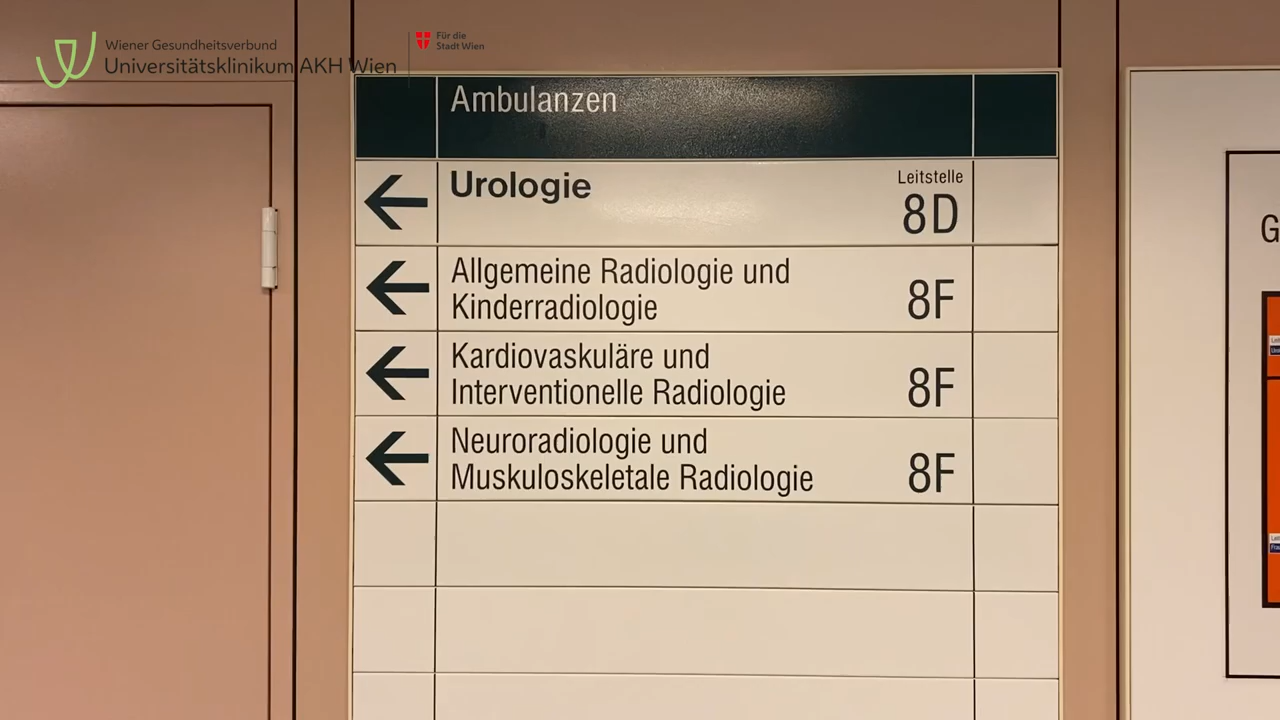 Wiener Gesundheitsverbund
Universitätsklinikum AKH Wien
Für die
Stadt Wien
Ambulanzen
Urologie
Leitstelle
8D
Allgemeine Radiologie und
Kinderradiologie
8F
Kardiovaskuläre und
Interventionelle Radiologie
8F
Neuroradiologie und
Muskuloskeletale Radiologie
8F
G